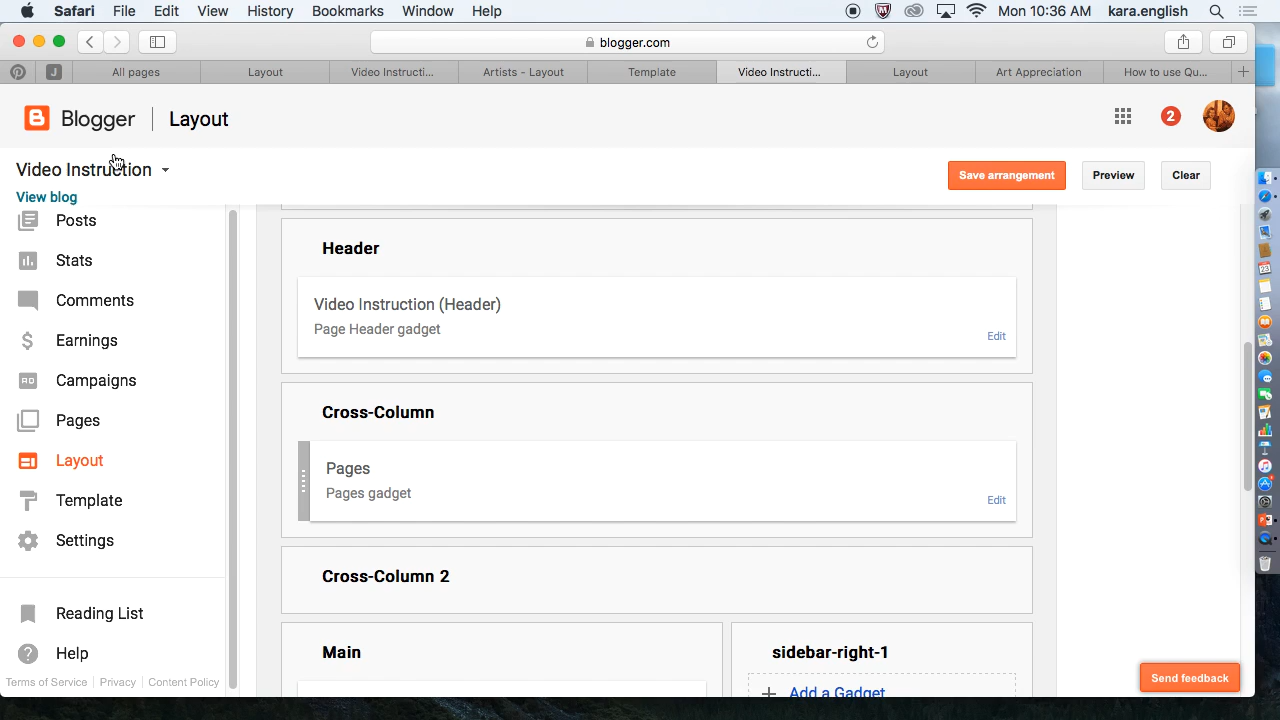 Safari File Edit View History Bookmarks Window Help Mon 10:36 AM kara.english
blogger.com
All pages Layout Video Instructi... Artists - Layout Template Video Instructi... Layout Art Appreciation How to use Qu...
Blogger Layout 2
Video Instruction Save arrangement Preview Clear
View blog
Posts
Stats
Comments
Earnings
Campaigns
Pages
Layout
Template
Settings
Reading List
Help
Terms of Service Privacy Content Policy
Header
Video Instruction (Header)
Page Header gadget
Edit
Cross-Column
Pages
Pages gadget
Edit
Cross-Column 2
Main
sidebar-right-1
Add a Gadget
Send feedback